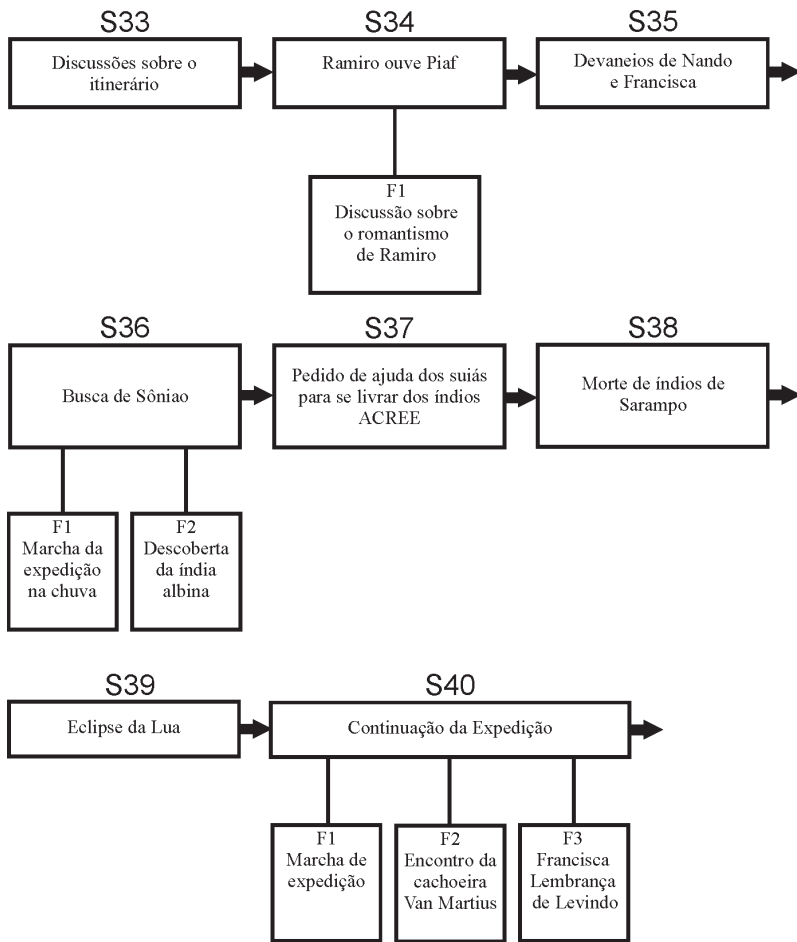 S33
Discussões sobre o
itinerário
S34
Ramiro ouve Piaf
S35
Devaneios de Nando
e Francisca
F1
Discussão sobre
o romantismo
de Ramiro
S36
Busca de Sôniao
S37
Pedido de ajuda dos suiás
para se livrar dos índios
ACREE
S38
Morte de índios de
Sarampo
F1
Marcha da
expedição
na chuva
F2
Descoberta
da índia
albina
S39
Eclipse da Lua
S40
Continuação da Expedição
F1
Marcha de
expedição
F2
Encontro da
cachoeira
Van Martius
F3
Francisca
Lembrança
de Levindo